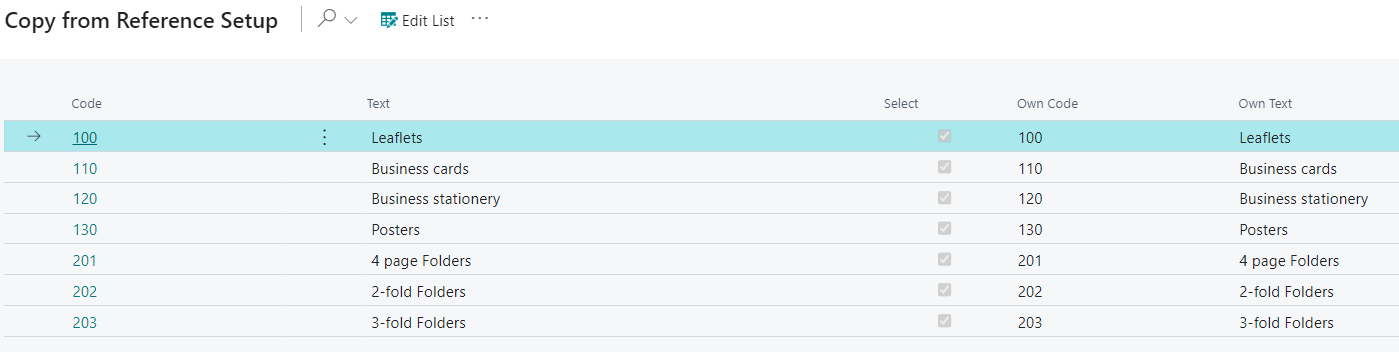 Copy from Reference Setup Edit List ...
Code Text Select Own Code Own Text
100 Leaflets 100 Leaflets
110 Business cards 110 Business cards
120 Business stationery 120 Business stationery
130 Posters 130 Posters
201 4 page Folders 201 4 page Folders
202 2-fold Folders 202 2-fold Folders
203 3-fold Folders 203 3-fold Folders